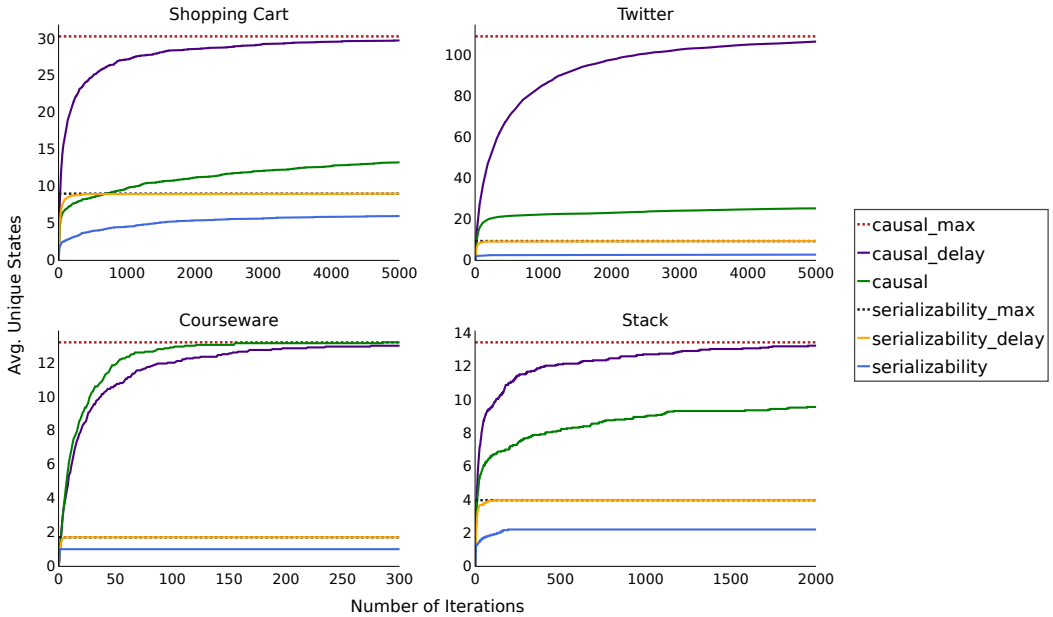 Shopping Cart
30
25
20
15
10
5
0
0 1000 2000 3000 4000 5000
Twitter
100
80
60
40
20
0
0 1000 2000 3000 4000 5000
Avg. Unique States
Courseware
12
10
8
6
4
2
0
0 50 100 150 200 250 300
Stack
14
12
10
8
6
4
2
0
0 500 1000 1500 2000
Number of Iterations
causal_max
causal_delay
causal
serializability_max
serializability_delay
serializability